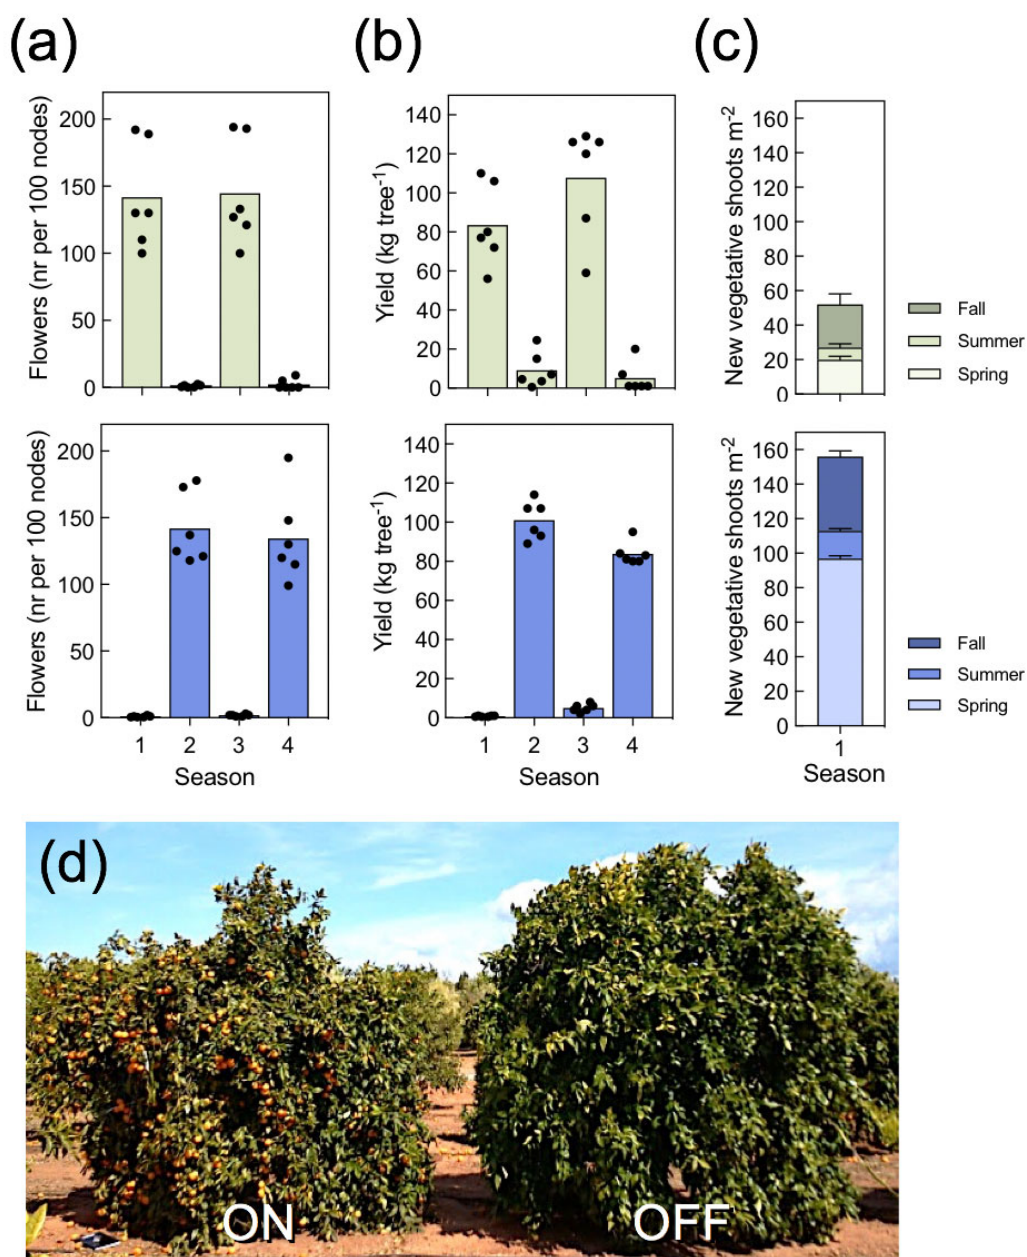 (a)
(b)
(c)
Flowers (nr per 100 nodes)
200
150
100
50
0
Yield (kg tree⁻¹)
140
120
100
80
60
40
20
0
New vegetative shoots m⁻²
160
140
120
100
80
60
40
20
0
Fall
Summer
Spring
Flowers (nr per 100 nodes)
200
150
100
50
0
1 2 3 4
Season
Yield (kg tree⁻¹)
140
120
100
80
60
40
20
0
1 2 3 4
Season
New vegetative shoots m⁻²
160
140
120
100
80
60
40
20
0
1
Season
Fall
Summer
Spring
(d)
ON
OFF